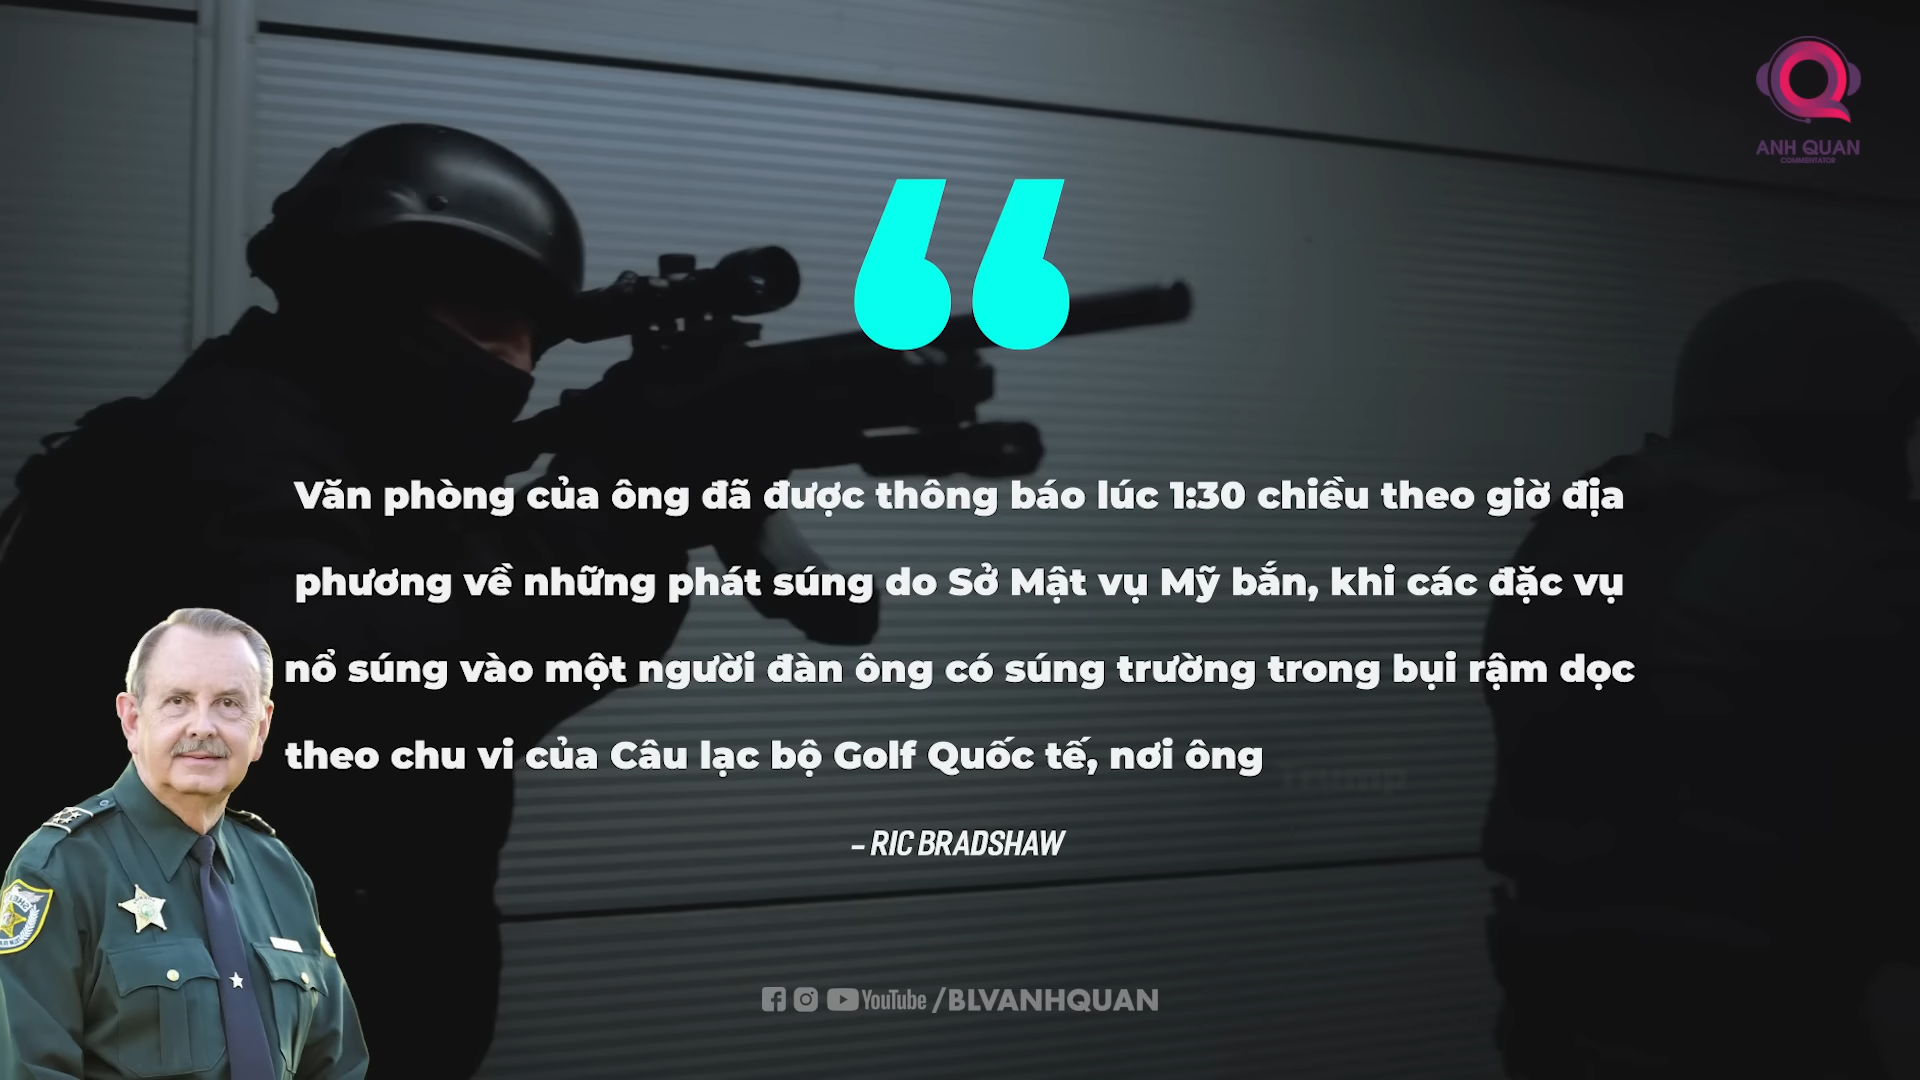 ANH QUAN
COMMENTATOR
Văn phòng của ông đã được thông báo lúc 1:30 chiều theo giờ địa
phương về những phát súng do Sở Mật vụ Mỹ bắn, khi các đặc vụ
nổ súng vào một người đàn ông có súng trường trong bụi rậm dọc
theo chu vi của Câu lạc bộ Golf Quốc tế, nơi ông
– RIC BRADSHAW
YouTube /BLVANHQUAN